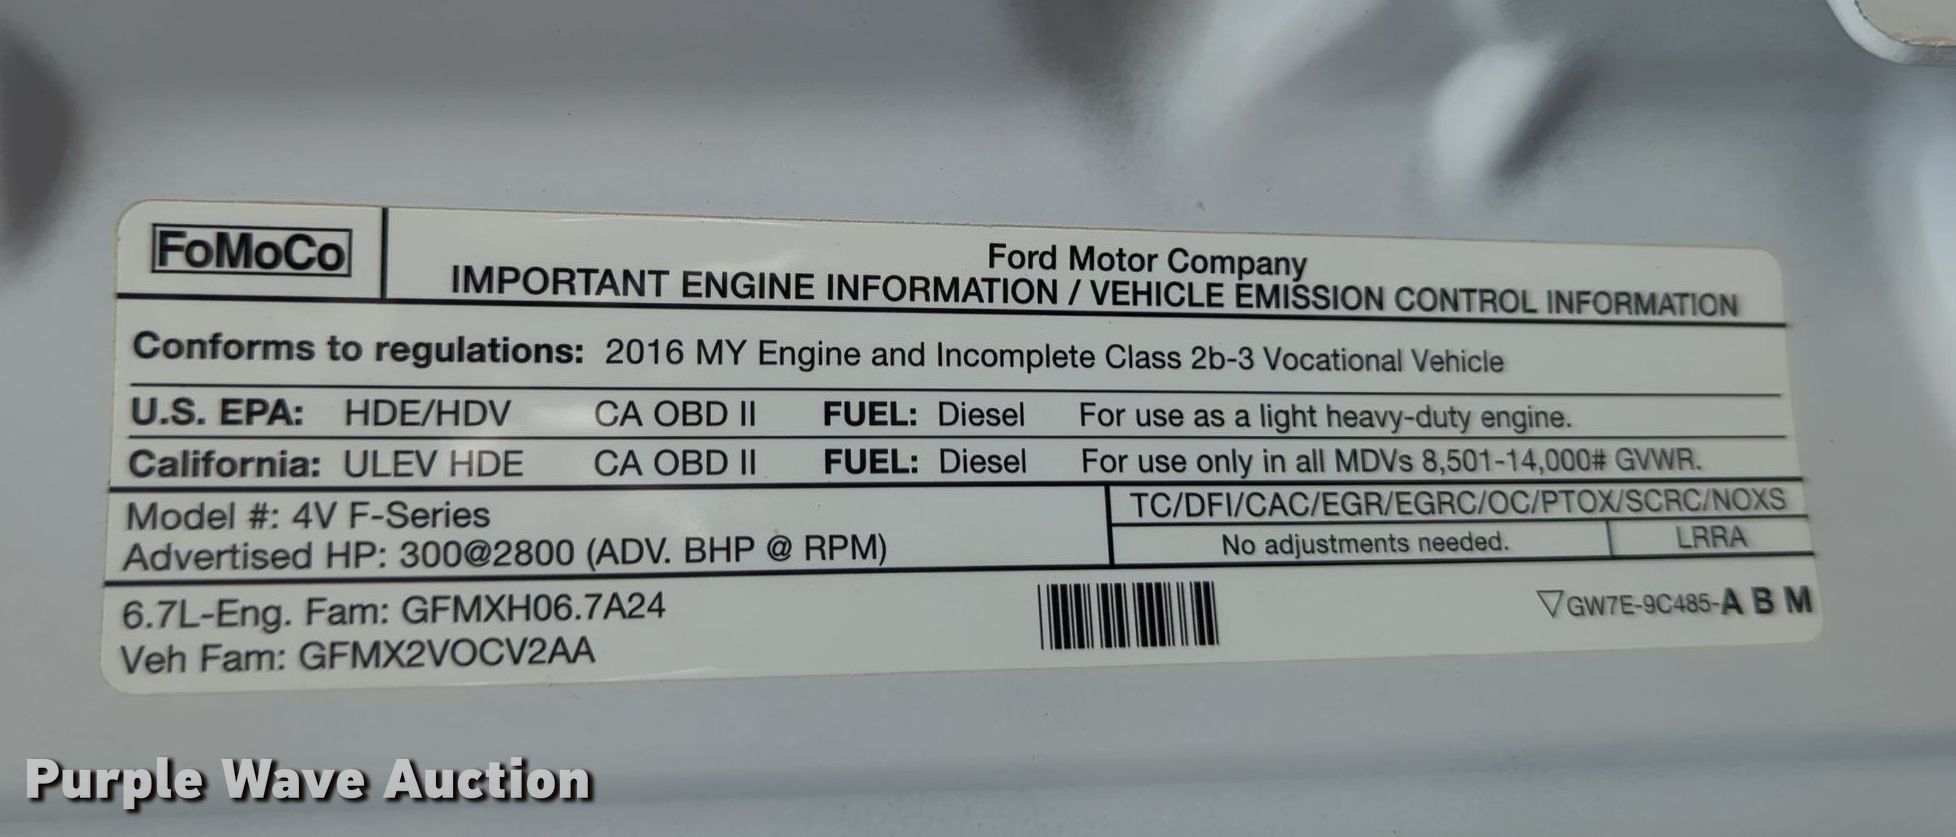 FoMoCo
Ford Motor Company
IMPORTANT ENGINE INFORMATION / VEHICLE EMISSION CONTROL INFORMATION
Conforms to regulations: 2016 MY Engine and Incomplete Class 2b-3 Vocational Vehicle
U.S. EPA: HDE/HDV CA OBD II FUEL: Diesel For use as a light heavy-duty engine.
California: ULEV HDE CA OBD II FUEL: Diesel For use only in all MDVs 8,501-14,000# GVWR.
Model #: 4V F-Series
Advertised HP: 300@2800 (ADV. BHP @ RPM)
TC/DFI/CAC/EGR/EGRC/OC/PTOX/SCRC/NOXS
No adjustments needed. LRRA
6.7L-Eng. Fam: GFMXH06.7A24
Veh Fam: GFMX2VOCV2AA
GW7E-9C485-A B M
Purple Wave Auction